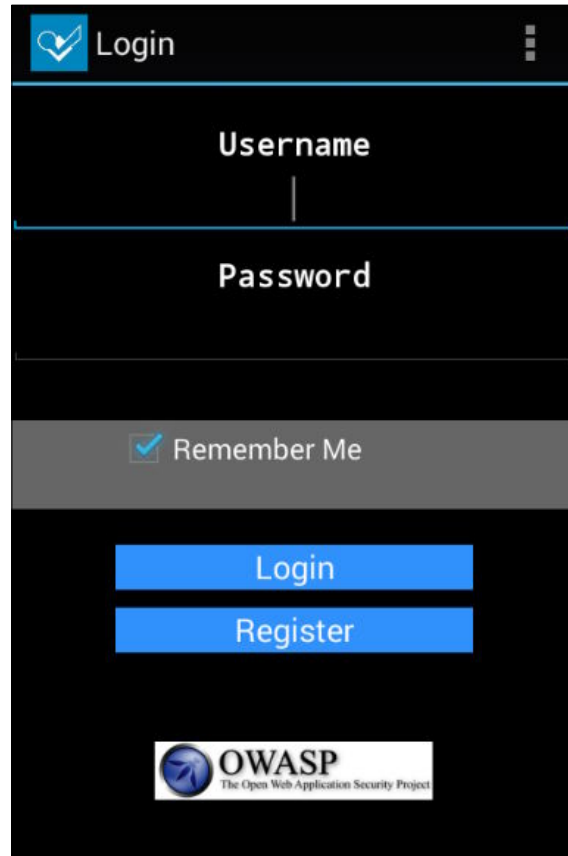 Login
Username
Password
Remember Me
Login
Register
OWASP
The Open Web Application Security Project